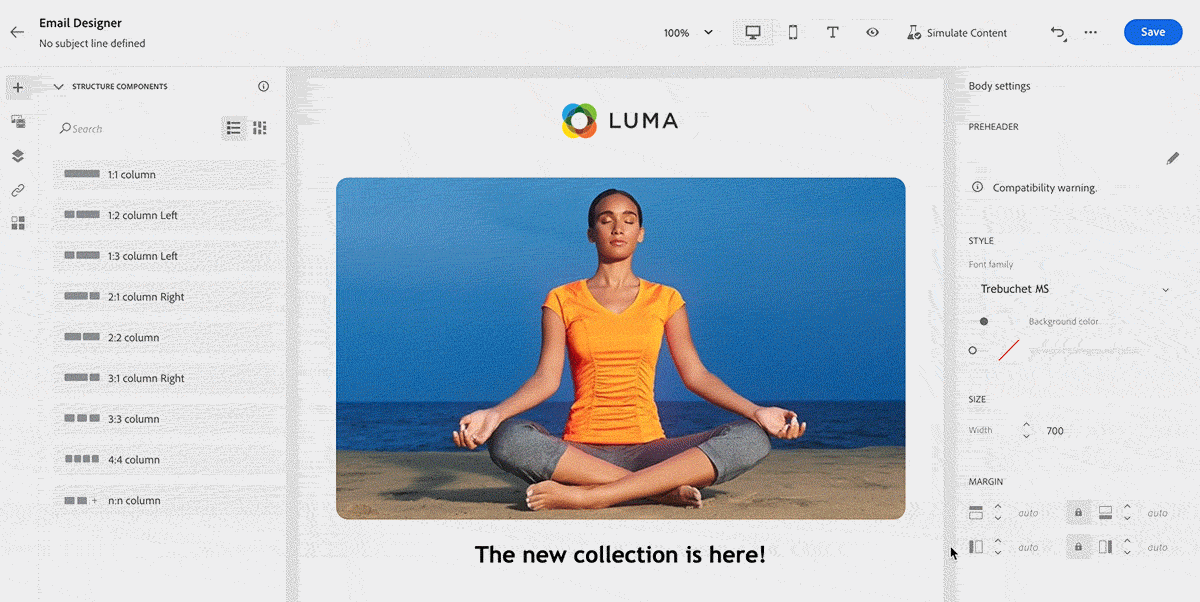 Email Designer
No subject line defined
100%
Simulate Content
Save
STRUCTURE COMPONENTS
Search
1:1 column
1:2 column Left
1:3 column Left
2:1 column Right
2:2 column
3:1 column Right
3:3 column
4:4 column
n:n column
LUMA
The new collection is here!
Body settings
PREHEADER
Compatibility warning.
STYLE
Font family
Trebuchet MS
Background color
SIZE
Width 700
MARGIN
auto auto
auto auto